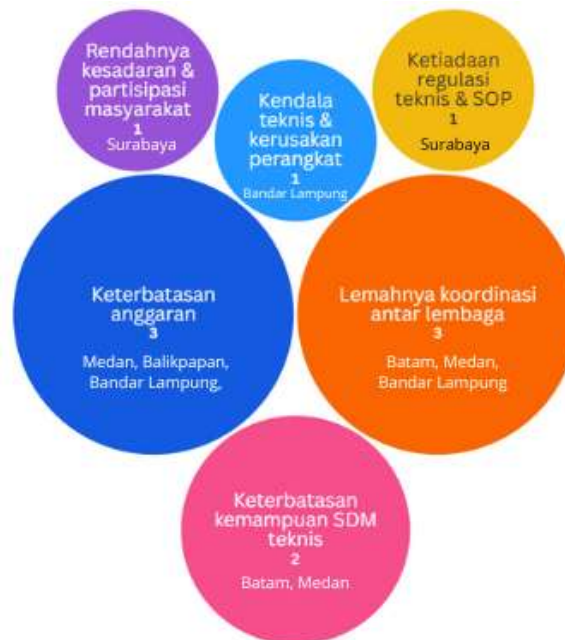 Rendahnya
kesadaran &
partisipasi
masyarakat
1
Surabaya
Kendala
teknis &
kerusakan
perangkat
1
Bandar Lampung
Ketiadaan
regulasi
teknis & SOP
1
Surabaya
Keterbatasan
anggaran
3
Medan, Balikpapan,
Bandar Lampung,
Lemahnya koordinasi
antar lembaga
3
Batam, Medan,
Bandar Lampung
Keterbatasan
kemampuan SDM
teknis
2
Batam, Medan